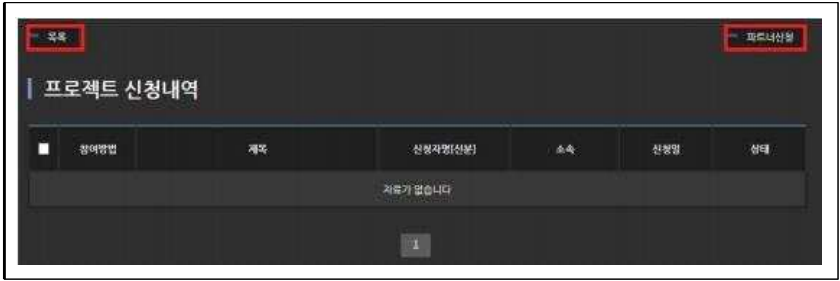 목록
파트너신청
프로젝트 신청내역
참여방법 제목 신청자명[신분] 소속 신청일 상태
자료가 없습니다
1